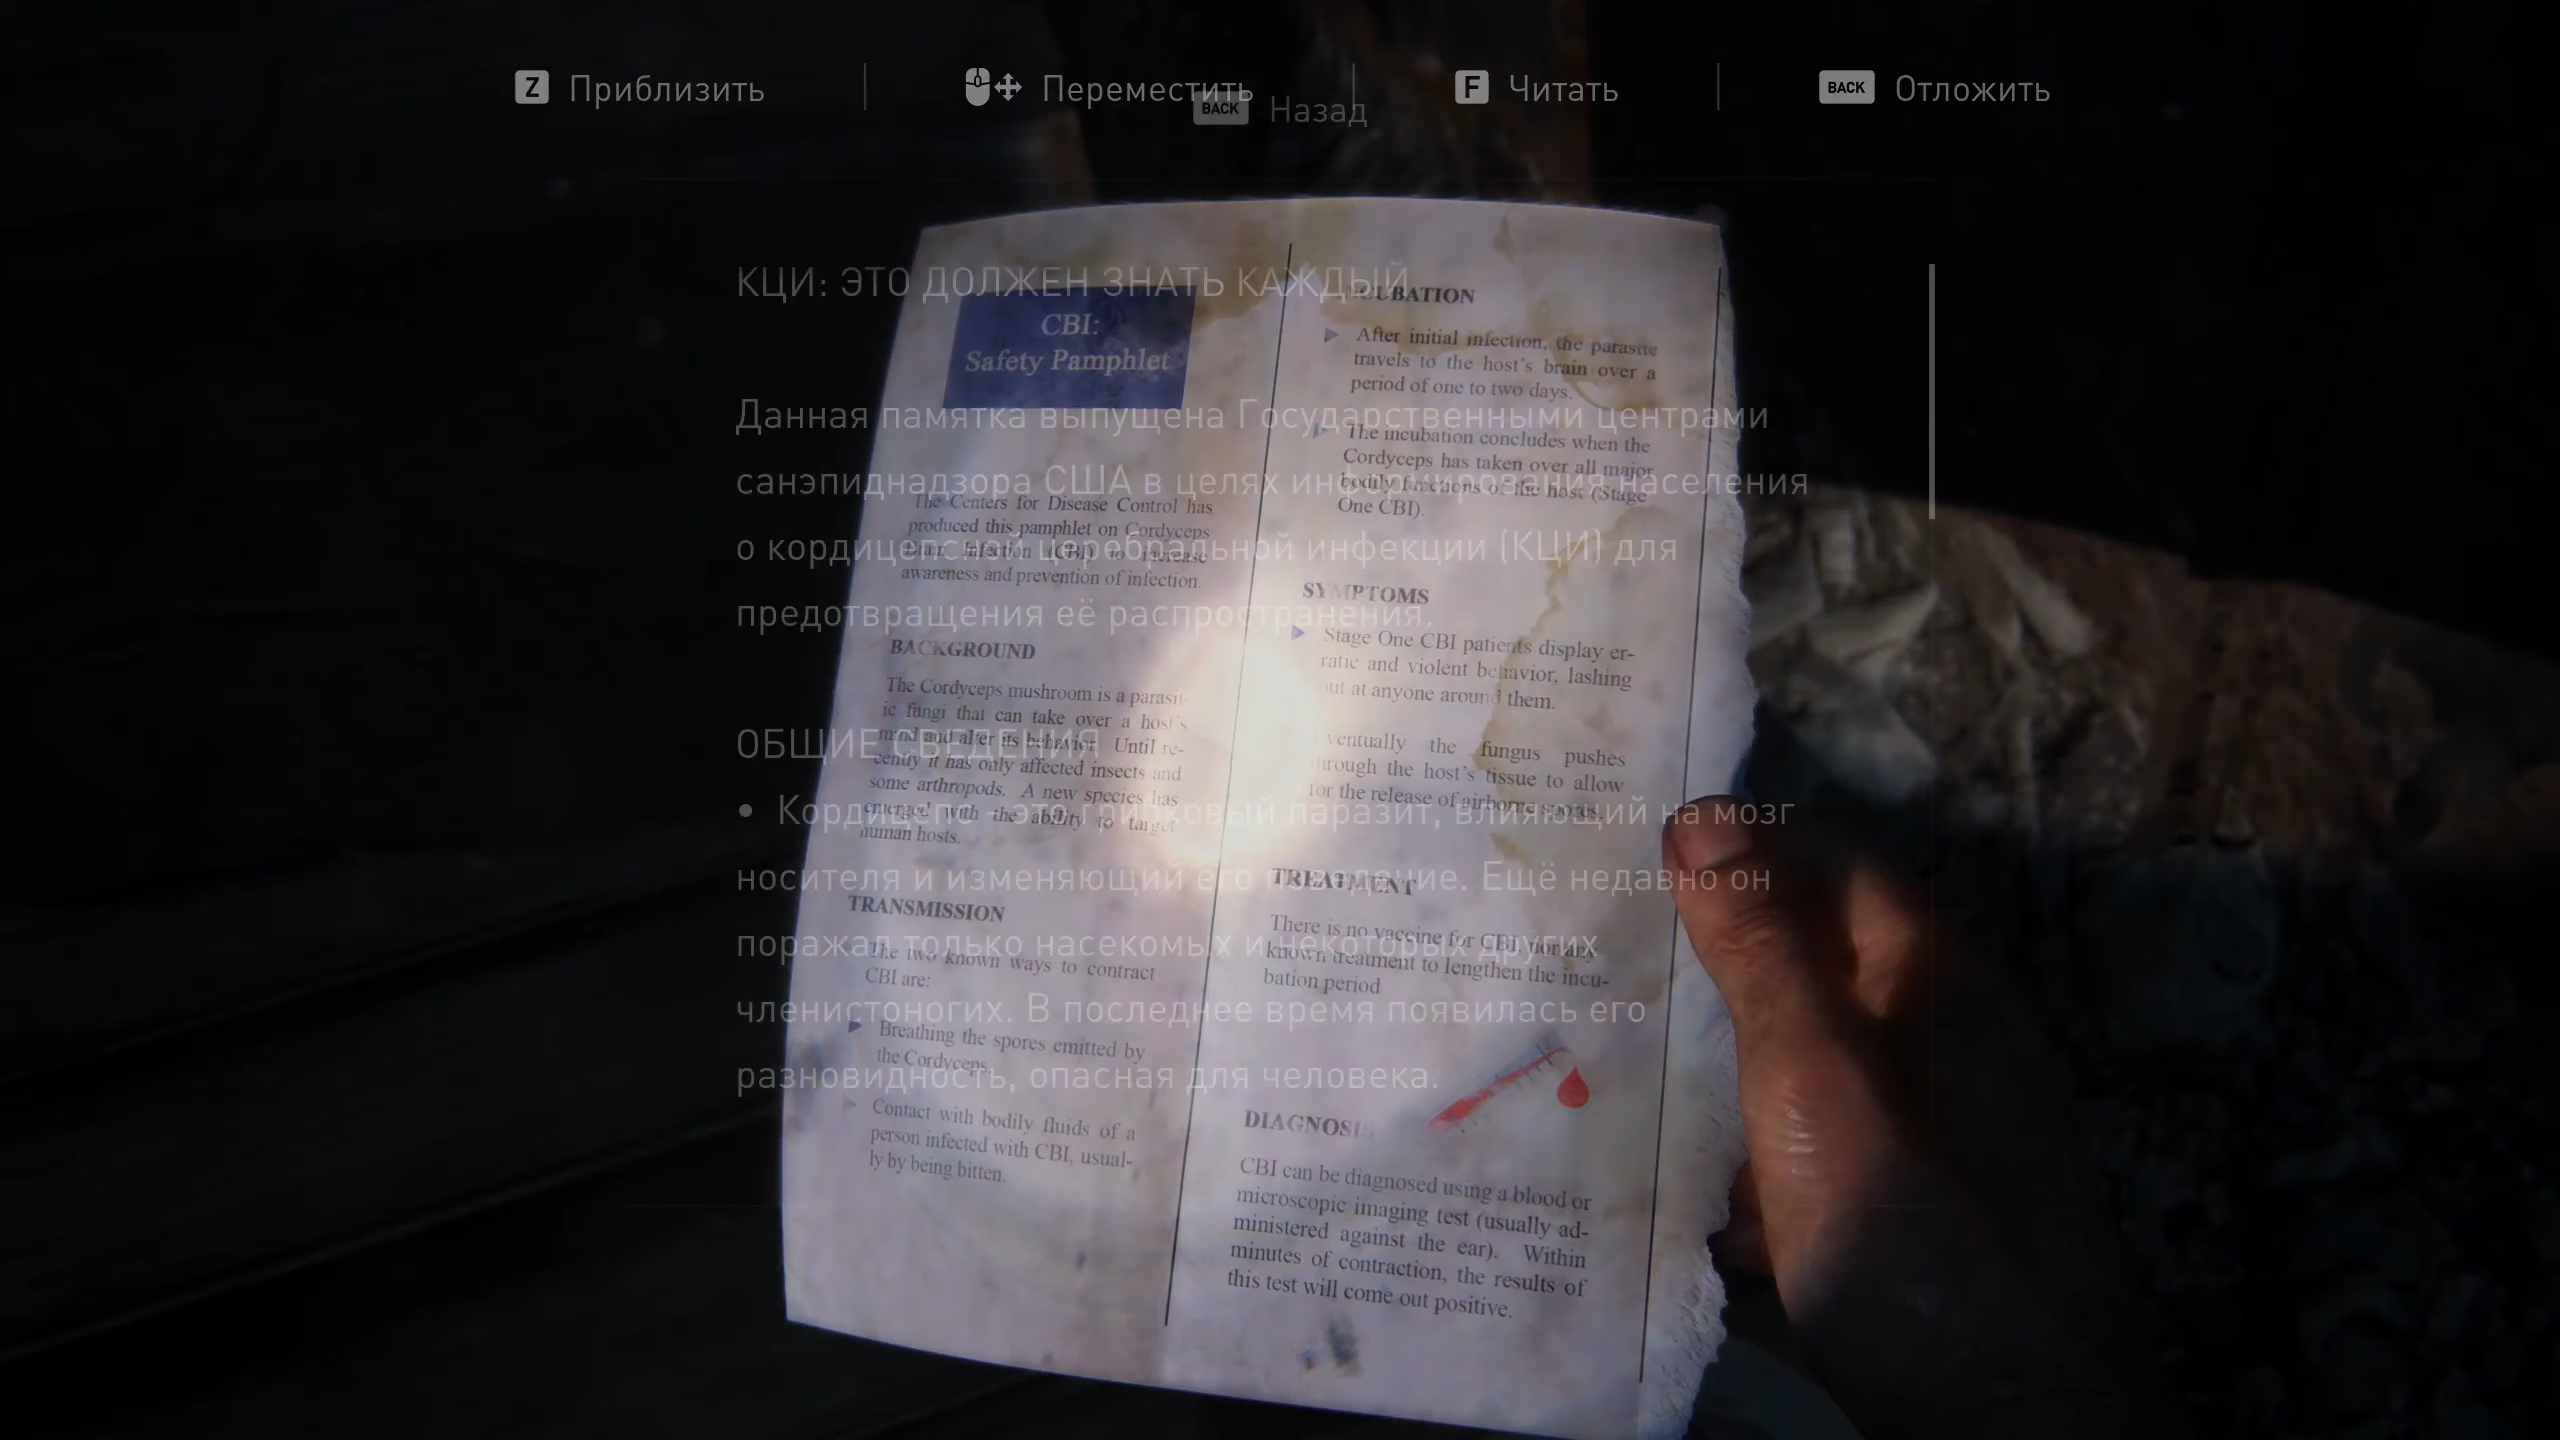 Z Приблизить
Переместить
F Читать
BACK Отложить
BACK Назад
КЦИ: ЭТО ДОЛЖЕН ЗНАТЬ КАЖДЫЙ
Данная памятка выпущена Государственными центрами
санэпиднадзора США в целях информирования населения
о кордицепсной церебральной инфекции (КЦИ) для
предотвращения её распространения.
ОБЩИЕ СВЕДЕНИЯ
• Кордицепс - это грибковый паразит, влияющий на мозг
носителя и изменяющий его поведение. Ещё недавно он
поражал только насекомых и некоторых других
членистоногих. В последнее время появилась его
разновидность, опасная для человека.
CBI:
Safety Pamphlet
The Centers for Disease Control has
produced this pamphlet on Cordyceps
Brain Infection (CBI) to increase
awareness and prevention of infection.
BACKGROUND
The Cordyceps mushroom is a parasit-
ic fungi that can take over a host's
mind and alter its behavior. Until re-
cently it has only affected insects and
some arthropods. A new species has
emerged with the ability to target
human hosts.
TRANSMISSION
The two known ways to contract
CBI are:
Breathing the spores emitted by
the Cordyceps.
Contact with bodily fluids of a
person infected with CBI, usual-
ly by being bitten.
INCUBATION
After initial infection, the parasite
travels to the host's brain over a
period of one to two days.
The incubation concludes when the
Cordyceps has taken over all major
bodily functions of the host (Stage
One CBI).
SYMPTOMS
Stage One CBI patients display er-
ratic and violent behavior, lashing
out at anyone around them.
Eventually the fungus pushes
through the host's tissue to allow
for the release of airborne spores.
TREATMENT
There is no vaccine for CBI, nor any
known treatment to lengthen the incu-
bation period
DIAGNOSIS
CBI can be diagnosed using a blood or
microscopic imaging test (usually ad-
ministered against the ear). Within
minutes of contraction, the results of
this test will come out positive.